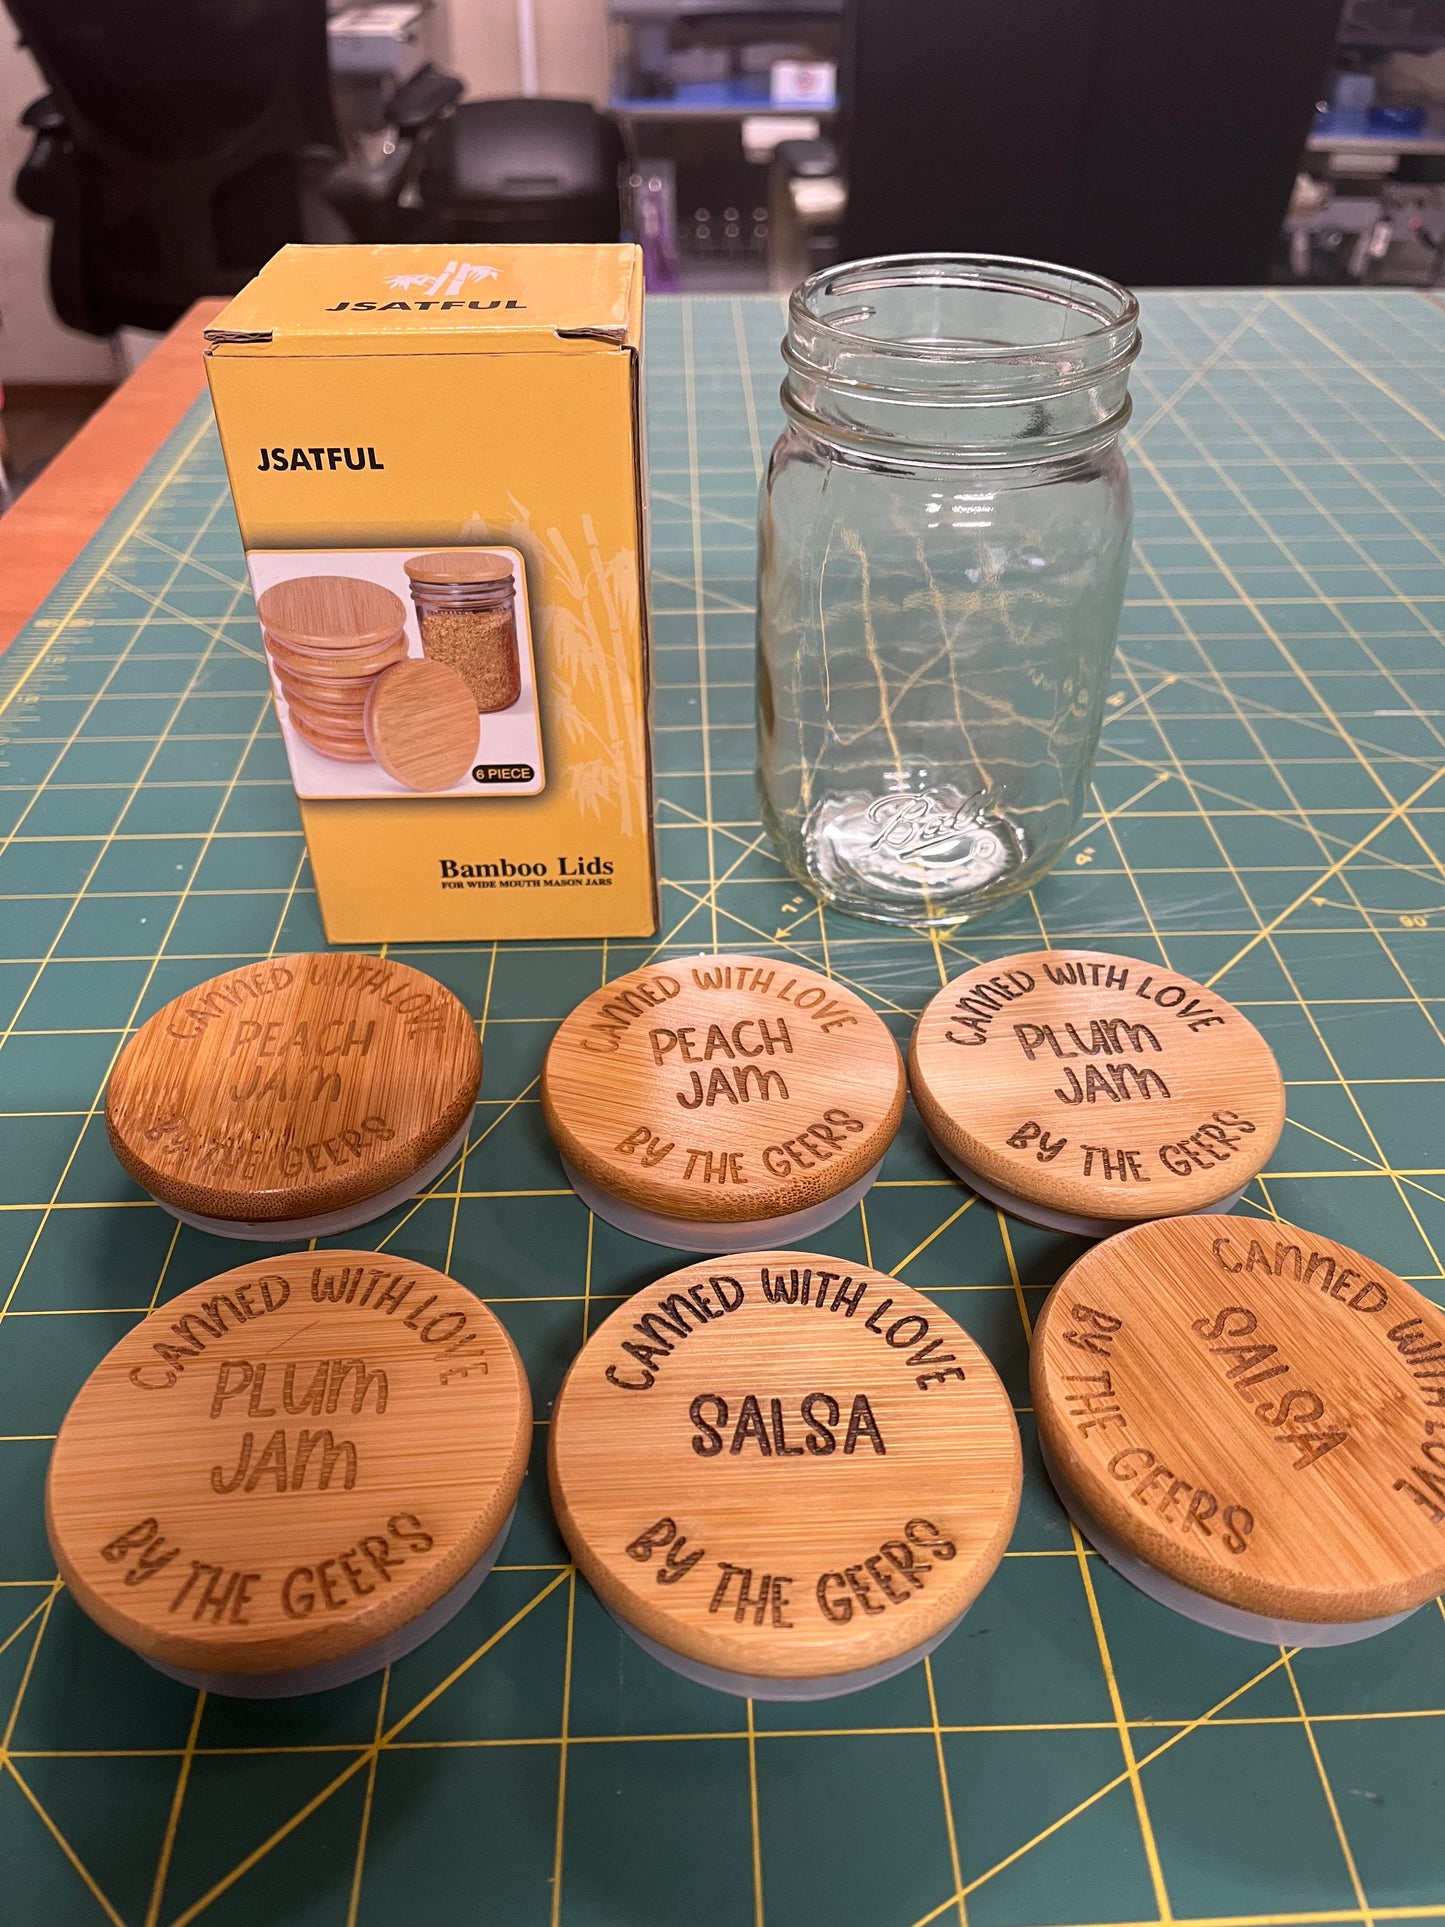 JSATFUL
JSATFUL
6 PIECE
Bamboo Lids
FOR WIDE MOUTH MASON JARS
Ball
CANNED WITH LOVE
PEACH
JAM
BY THE GEERS
CANNED WITH LOVE
PEACH
JAM
BY THE GEERS
CANNED WITH LOVE
PLUM
JAM
BY THE GEERS
CANNED WITH LOVE
PLUM
JAM
BY THE GEERS
CANNED WITH LOVE
SALSA
BY THE GEERS
CANNED WITH LOVE
SALSA
BY THE GEERS
1"
4"
90°